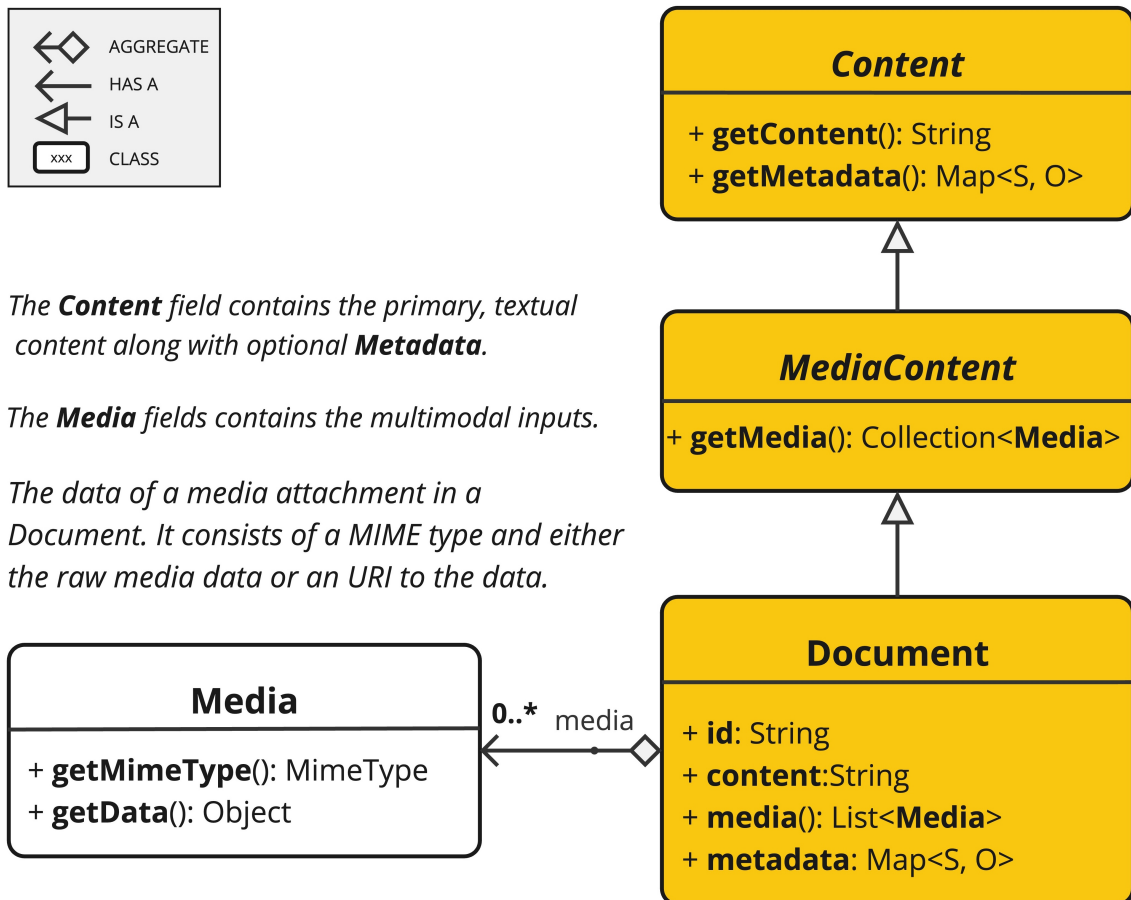 AGGREGATE
HAS A
IS A
xxx
CLASS
Content
+ getContent(): String
+ getMetadata(): Map<S, O>
The Content field contains the primary, textual
content along with optional Metadata.
The Media fields contains the multimodal inputs.
The data of a media attachment in a
Document. It consists of a MIME type and either
the raw media data or an URI to the data.
MediaContent
+ getMedia(): Collection<Media>
Media
+ getMimeType(): MimeType
+ getData(): Object
0..*
media
Document
+ id: String
+ content:String
+ media(): List<Media>
+ metadata: Map<S, O>